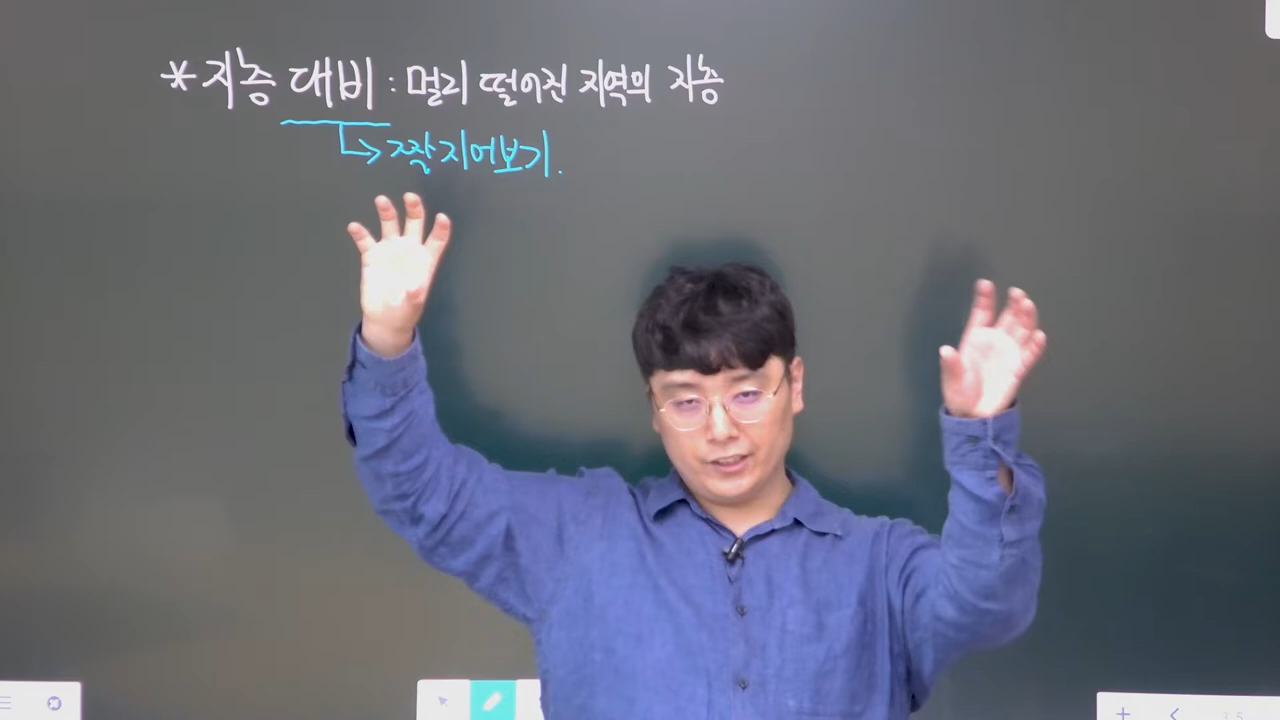 * 지층 대비 : 멀리 떨어진 지역의 지층
→ 짝지어보기.